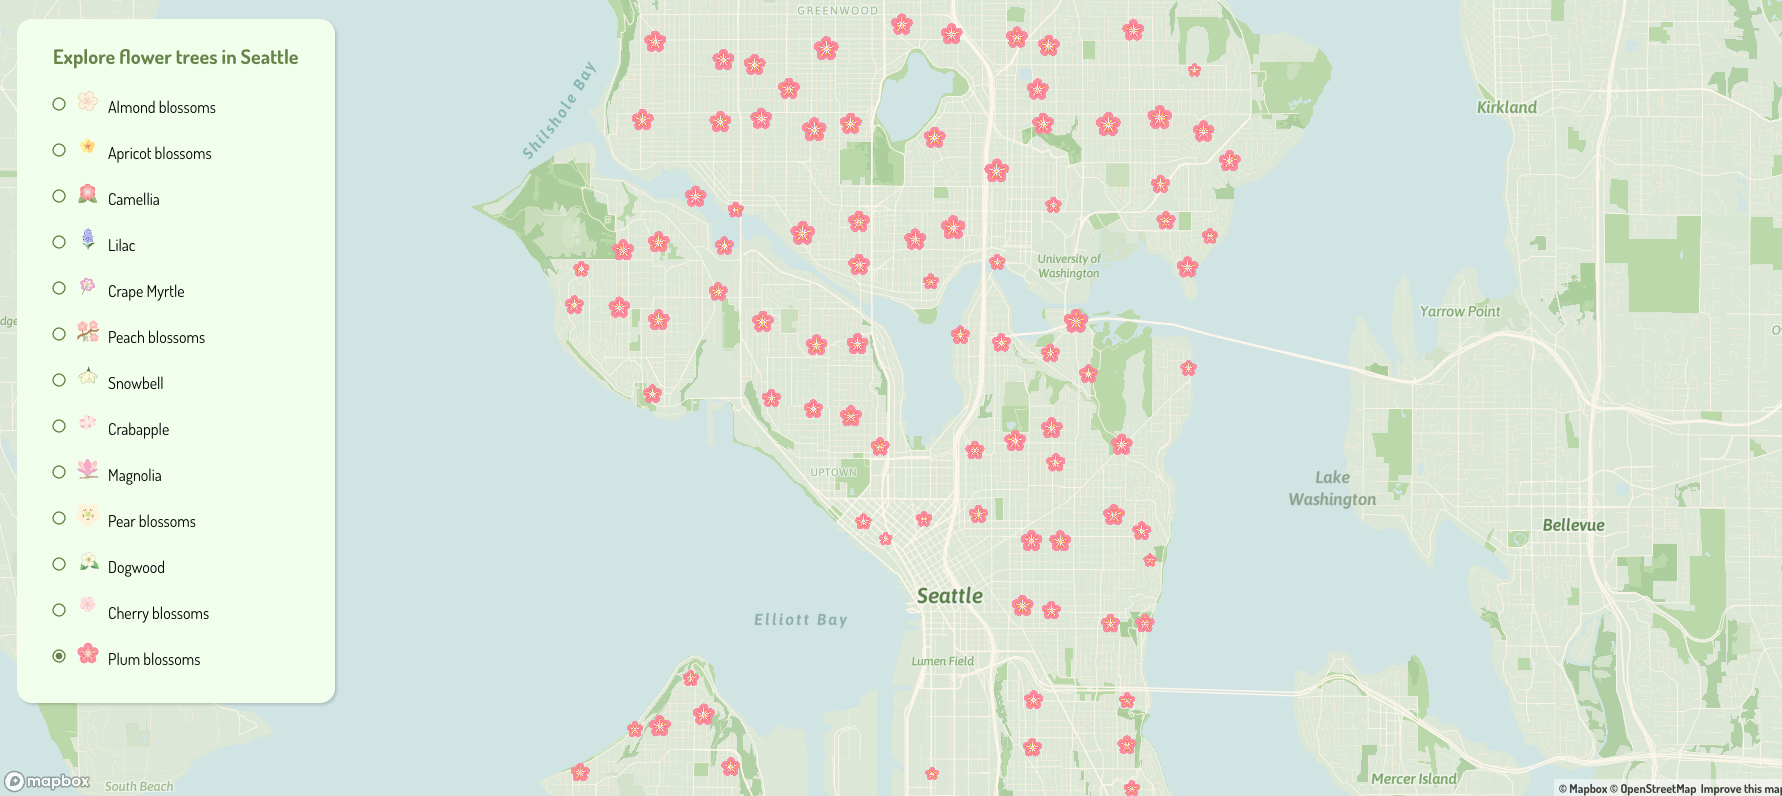 Explore flower trees in Seattle
Almond blossoms
Apricot blossoms
Camellia
Lilac
Crape Myrtle
Peach blossoms
Snowbell
Crabapple
Magnolia
Pear blossoms
Dogwood
Cherry blossoms
Plum blossoms
GREENWOOD
Shilshole Bay
Kirkland
University of
Washington
Yarrow Point
UPTOWN
Lake
Washington
Bellevue
Seattle
Elliott Bay
Lumen Field
Mercer Island
South Beach
mapbox
© Mapbox © OpenStreetMap Improve this map